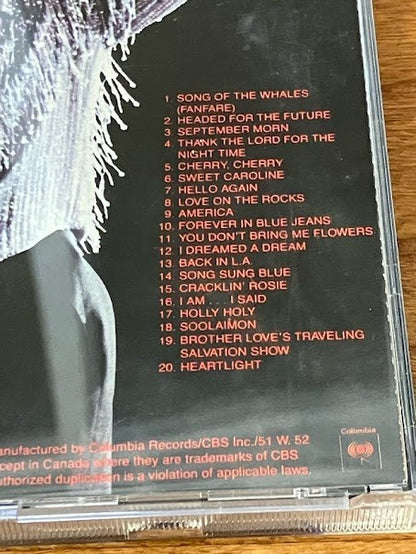 1. SONG OF THE WHALES
(FANFARE)
2. HEADED FOR THE FUTURE
3. SEPTEMBER MORN
4. THANK THE LORD FOR THE
NIGHT TIME
5. CHERRY, CHERRY
6. SWEET CAROLINE
7. HELLO AGAIN
8. LOVE ON THE ROCKS
9. AMERICA
10. FOREVER IN BLUE JEANS
11. YOU DON'T BRING ME FLOWERS
12. I DREAMED A DREAM
13. BACK IN L.A.
14. SONG SUNG BLUE
15. CRACKLIN' ROSIE
16. I AM . . . I SAID
17. HOLLY HOLY
18. SOOLAIMON
19. BROTHER LOVE'S TRAVELING
SALVATION SHOW
20. HEARTLIGHT
Columbia
anufactured by Columbia Records/CBS Inc./51 W. 52
cept in Canada where they are trademarks of CBS
uthorized duplication is a violation of applicable laws.